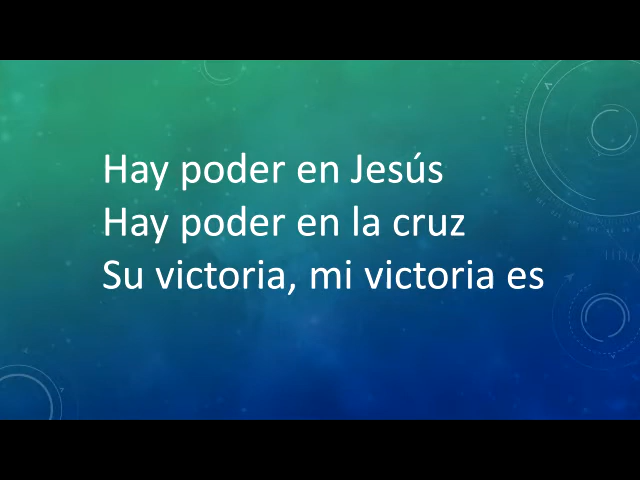 Hay poder en Jesús
Hay poder en la cruz
Su victoria, mi victoria es